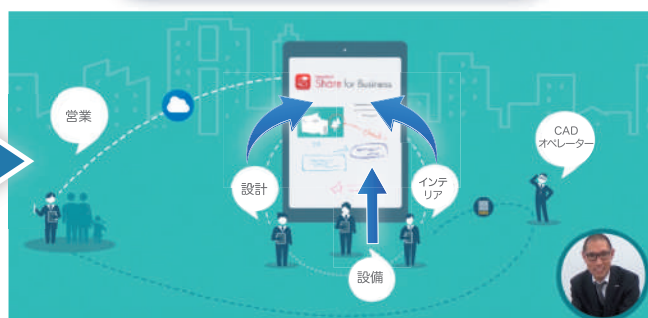 Share for Business
営業
CAD
オペレーター
設計
インテ
リア
設備